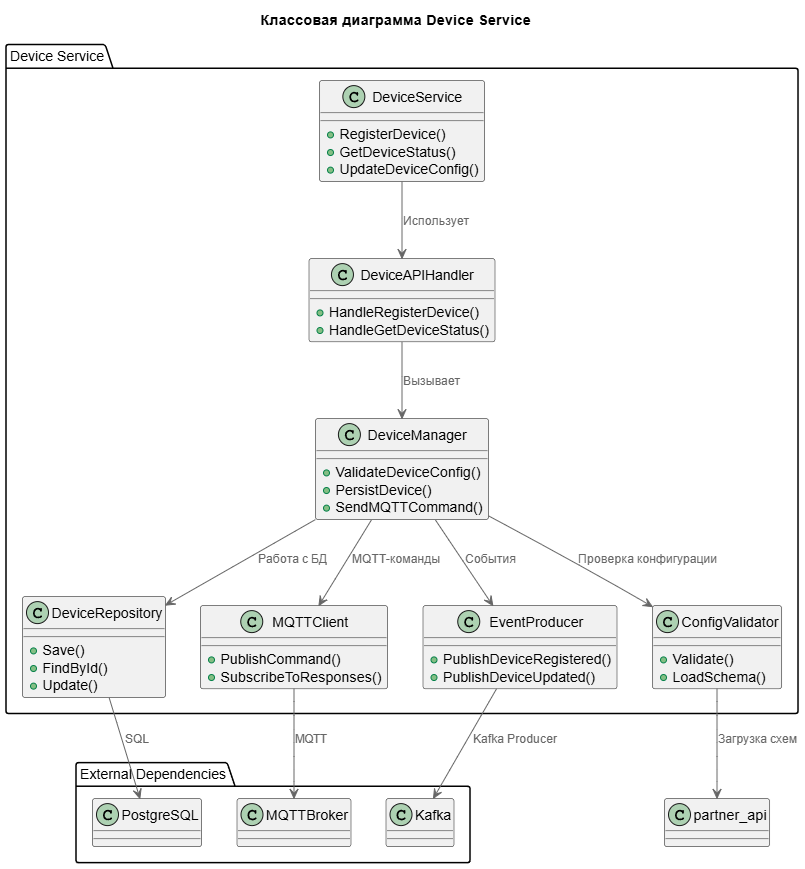 Классовая диаграмма Device Service
Device Service
C DeviceService
RegisterDevice()
GetDeviceStatus()
UpdateDeviceConfig()
Использует
C DeviceAPIHandler
HandleRegisterDevice()
HandleGetDeviceStatus()
Вызывает
C DeviceManager
ValidateDeviceConfig()
PersistDevice()
SendMQTTCommand()
Работа с БД
MQTT-команды
События
Проверка конфигурации
C DeviceRepository
Save()
FindById()
Update()
C MQTTClient
PublishCommand()
SubscribeToResponses()
C EventProducer
PublishDeviceRegistered()
PublishDeviceUpdated()
C ConfigValidator
Validate()
LoadSchema()
SQL
MQTT
Kafka Producer
Загрузка схем
External Dependencies
C PostgreSQL
C MQTTBroker
C Kafka
C partner_api